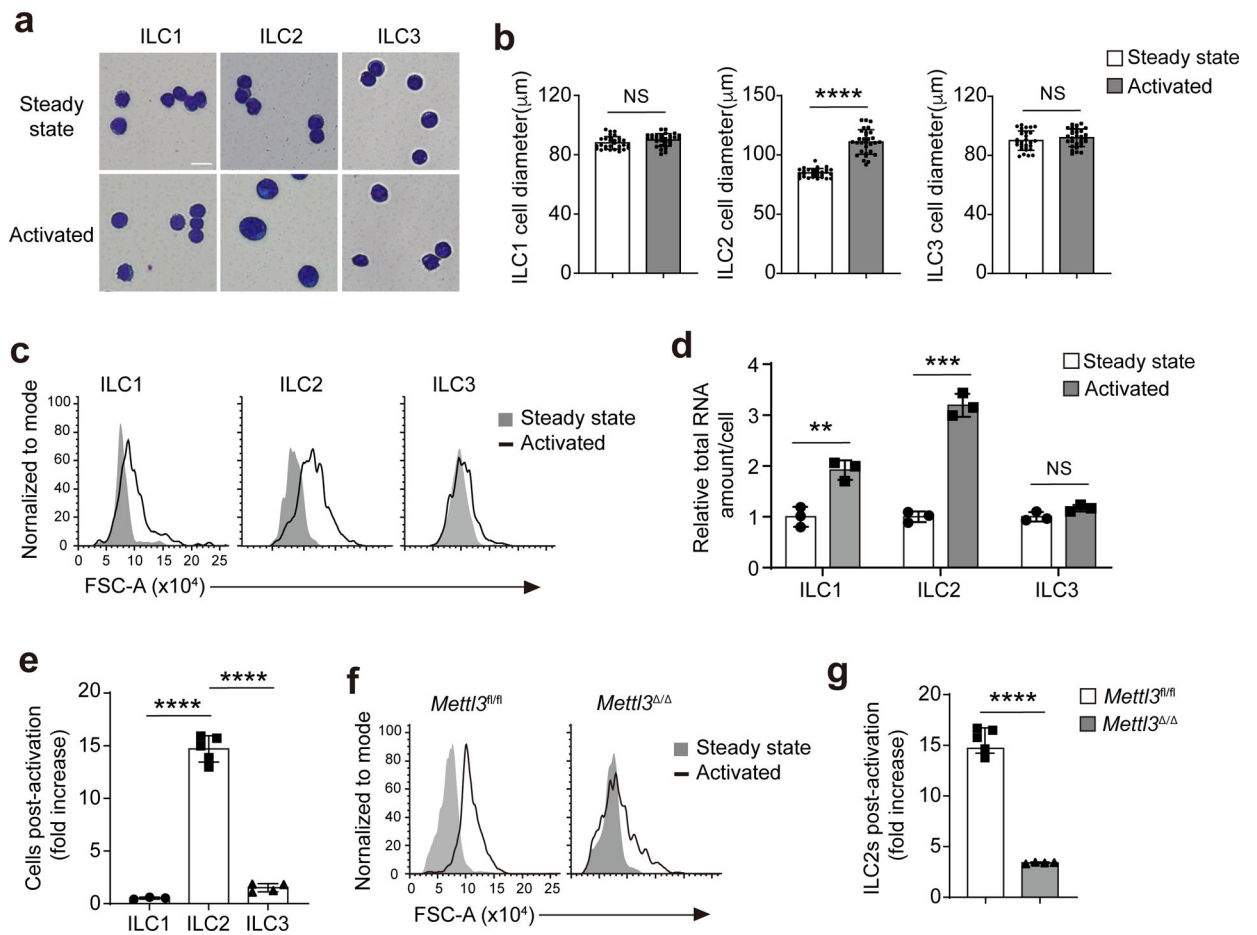 a
ILC1 ILC2 ILC3
Steady
state
Activated
b
Steady state
Activated
ILC1 cell diameter(μm)
120
80
40
0
NS
ILC2 cell diameter(μm)
150
100
50
0
****
ILC3 cell diameter(μm)
120
80
40
0
NS
c
ILC1 ILC2 ILC3
Nornalized to mode
100
80
60
40
20
0
0 5 10 15 20 25
FSC-A (x10⁴)
Steady state
Activated
d
Relative total RNA
amount/cell
4
3
2
1
0
** *** NS
ILC1 ILC2 ILC3
Steady state
Activated
e
Cells post-activation
(fold increase)
20
15
10
5
0
**** ****
ILC1 ILC2 ILC3
f
Mettl3fl/fl Mettl3Δ/Δ
Nornalized to mode
100
80
60
40
20
0
0 5 10 15 20 25
FSC-A (x10⁴)
Steady state
Activated
g
ILC2s post-activation
(fold increase)
20
15
10
5
0
****
Mettl3fl/fl
Mettl3Δ/Δ